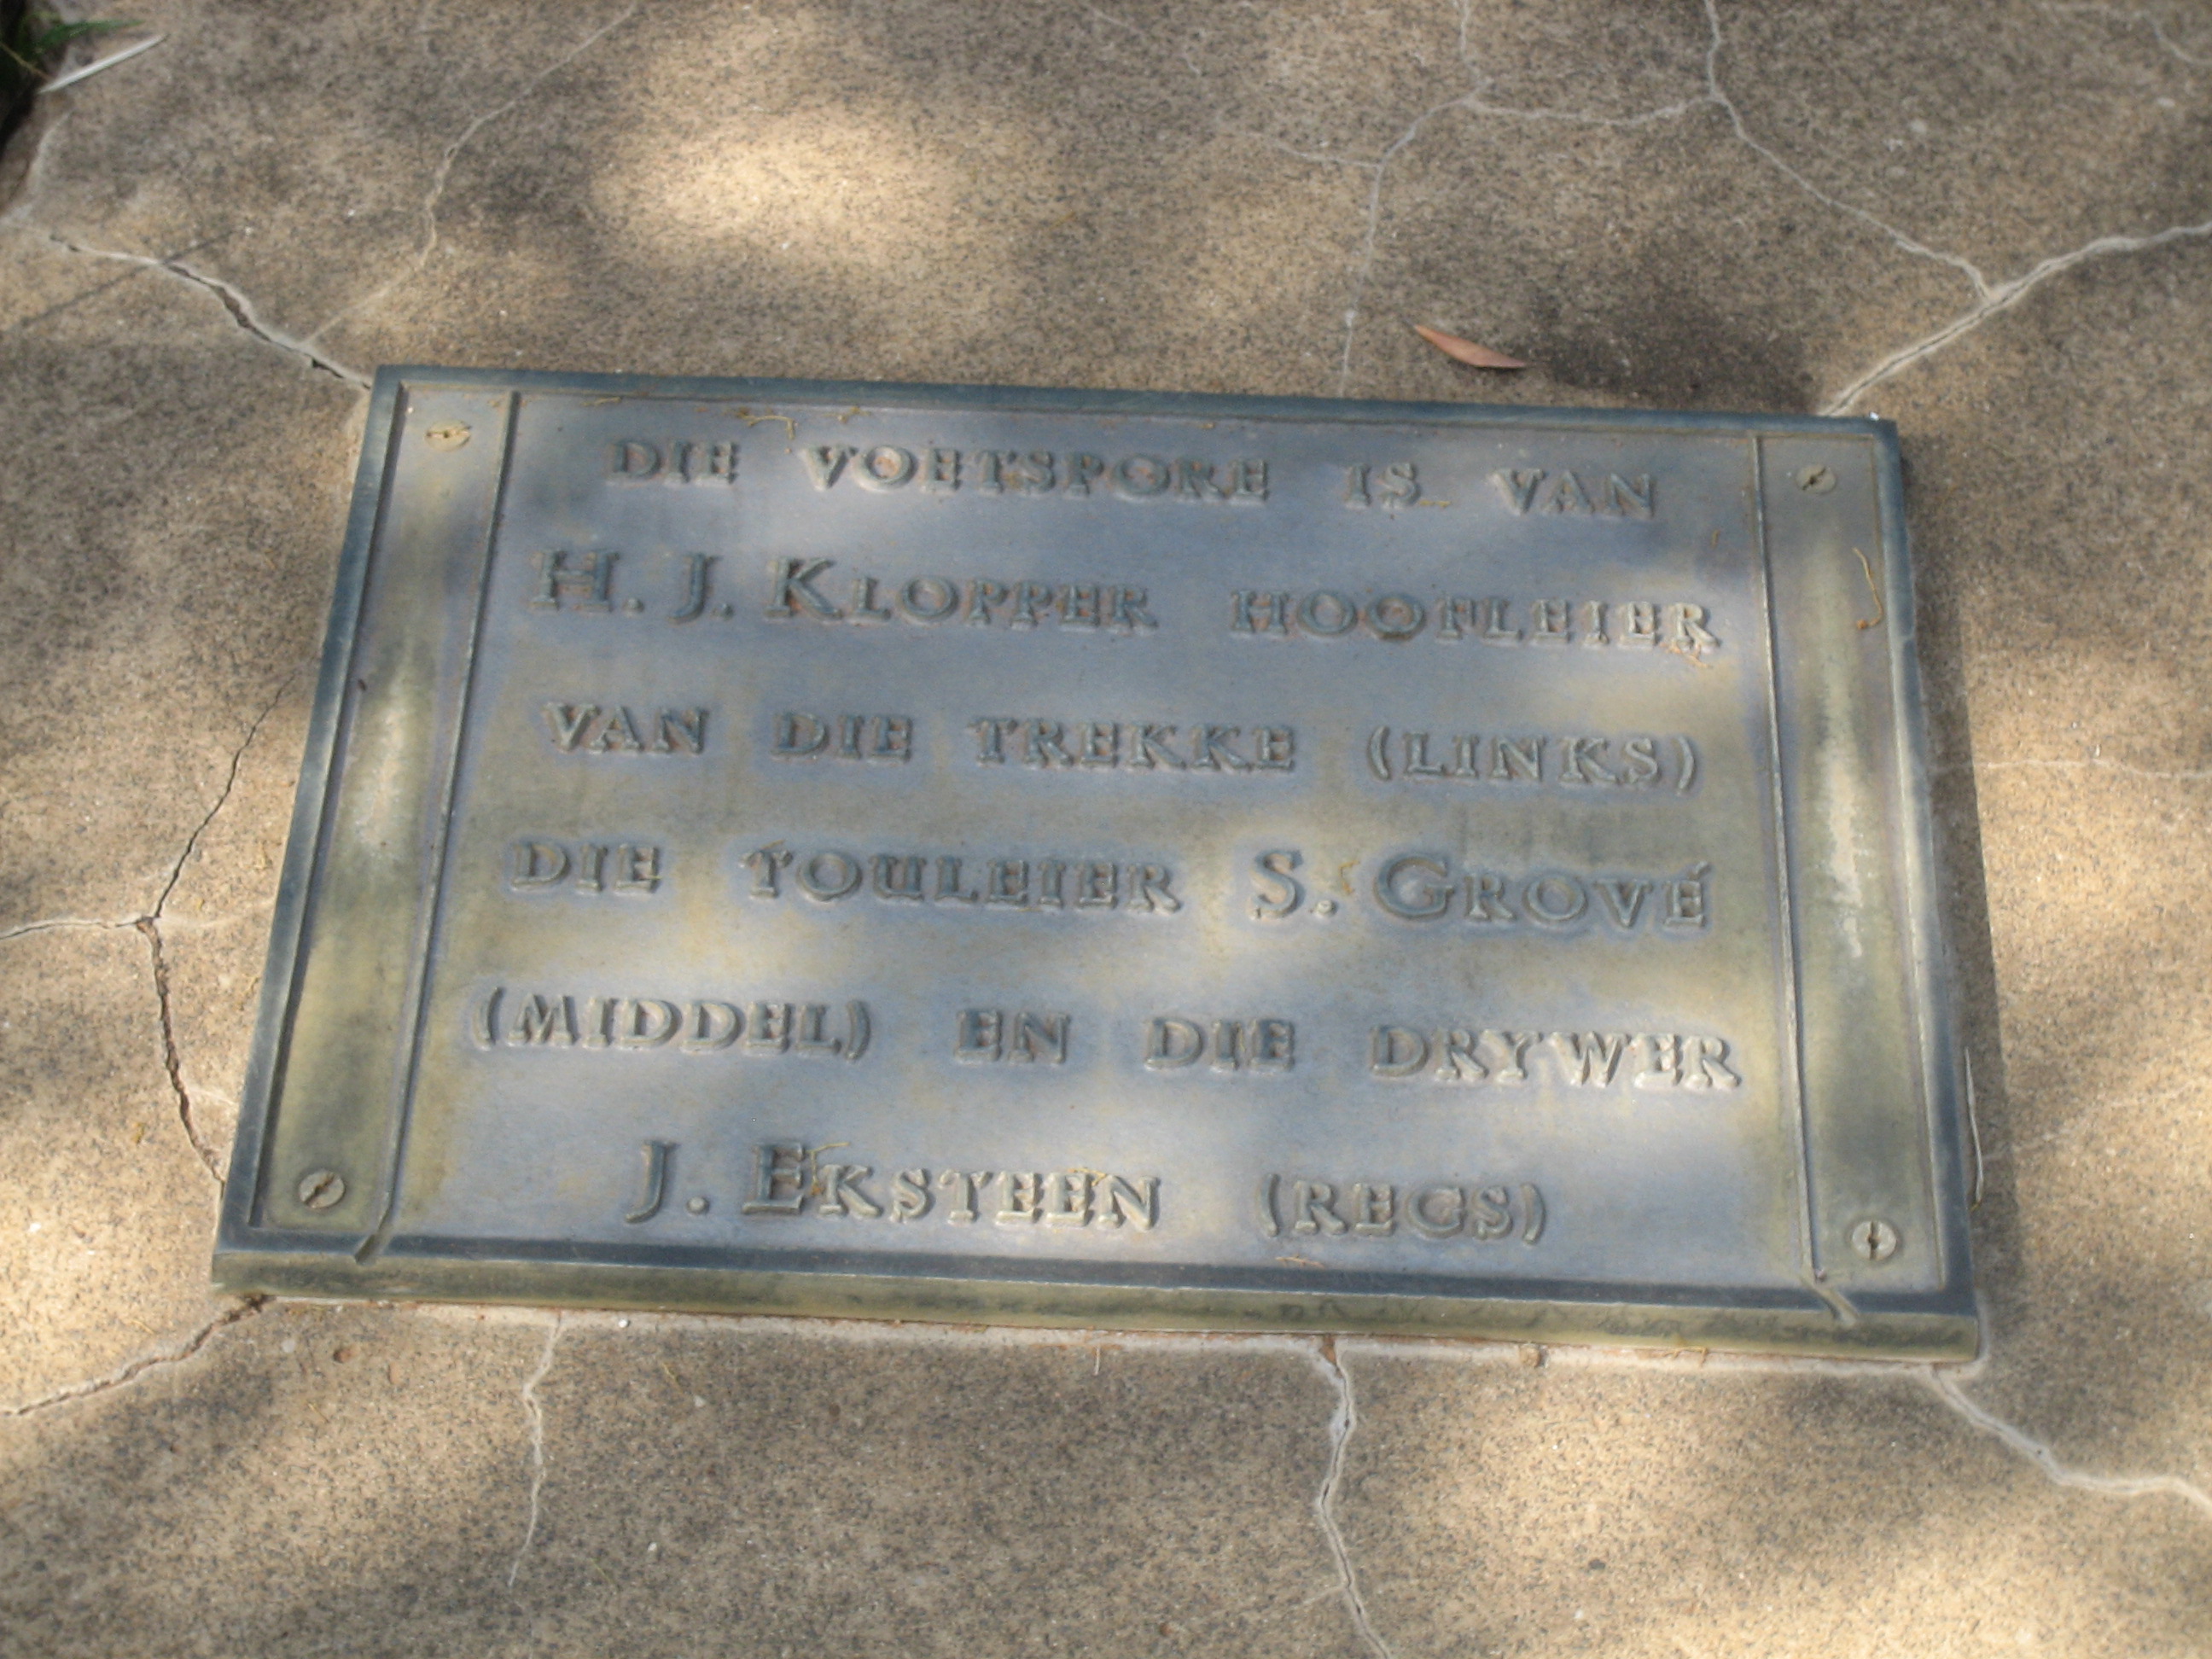 DIE VOETSPORE IS VAN
H. J. KLOPPER HOOFLEIER
VAN DIE TREKKE (LINKS)
DIE TOULEIER S. GROVÉ
(MIDDEL) EN DIE DRYWER
J. EKSTEEN (REGS)